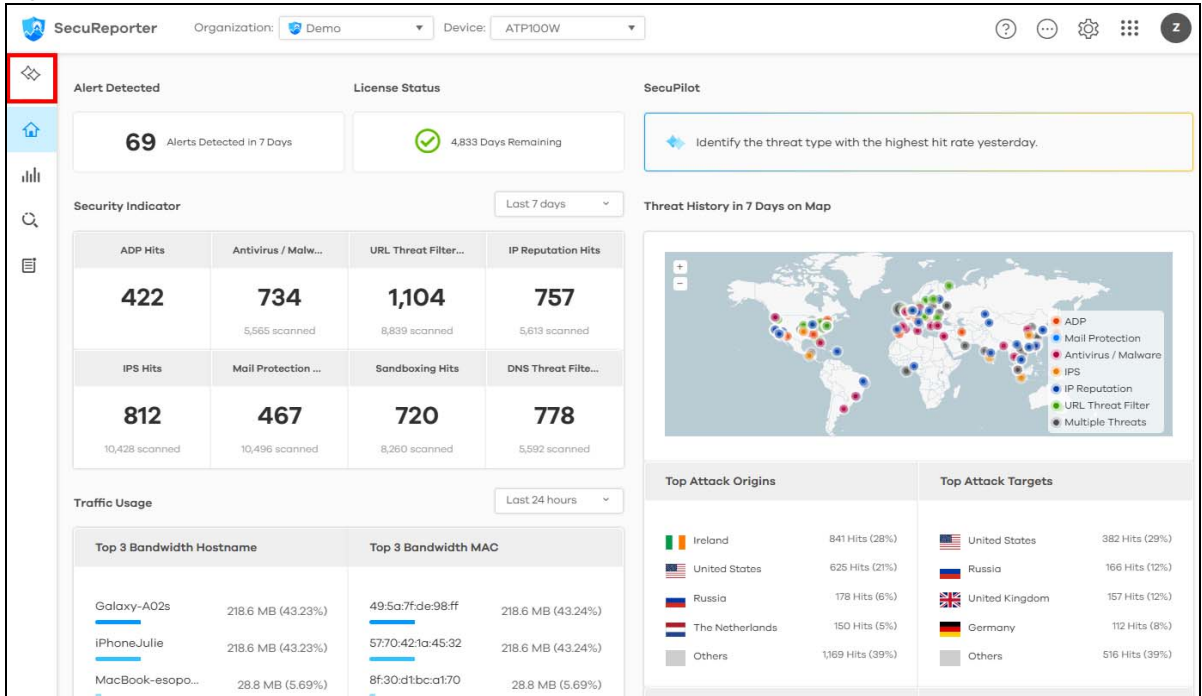 SecuReporter Organization: Demo Device: ATP100W Z
Alert Detected
69 Alerts Detected in 7 Days
License Status
4,833 Days Remaining
SecuPilot
Identify the threat type with the highest hit rate yesterday.
Security Indicator Last 7 days
ADP Hits Antivirus / Malw... URL Threat Filter... IP Reputation Hits
422 734 1,104 757
5,565 scanned 8,839 scanned 5,613 scanned
IPS Hits Mail Protection ... Sandboxing Hits DNS Threat Filte...
812 467 720 778
10,428 scanned 10,496 scanned 8,260 scanned 5,592 scanned
Traffic Usage Last 24 hours
Top 3 Bandwidth Hostname Top 3 Bandwidth MAC
Galaxy-A02s 218.6 MB (43.23%) 49:5a:7f:de:98:ff 218.6 MB (43.24%)
iPhoneJulie 218.6 MB (43.23%) 57:70:42:1a:45:32 218.6 MB (43.24%)
MacBook-esopo... 28.8 MB (5.69%) 8f:30:d1:bc:a1:70 28.8 MB (5.69%)
Threat History in 7 Days on Map
+
−
ADP
Mail Protection
Antivirus / Malware
IPS
IP Reputation
URL Threat Filter
Multiple Threats
Top Attack Origins Top Attack Targets
Ireland 841 Hits (28%) United States 382 Hits (29%)
United States 625 Hits (21%) Russia 166 Hits (12%)
Russia 178 Hits (6%) United Kingdom 157 Hits (12%)
The Netherlands 150 Hits (5%) Germany 112 Hits (8%)
Others 1,169 Hits (39%) Others 516 Hits (39%)